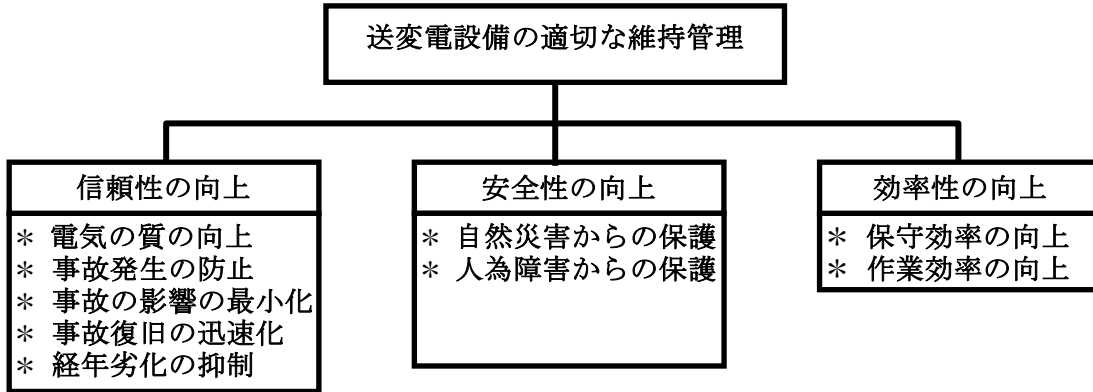 送変電設備の適切な維持管理
信頼性の向上
＊ 電気の質の向上
＊ 事故発生の防止
＊ 事故の影響の最小化
＊ 事故復旧の迅速化
＊ 経年劣化の抑制
安全性の向上
＊ 自然災害からの保護
＊ 人為障害からの保護
効率性の向上
＊ 保守効率の向上
＊ 作業効率の向上